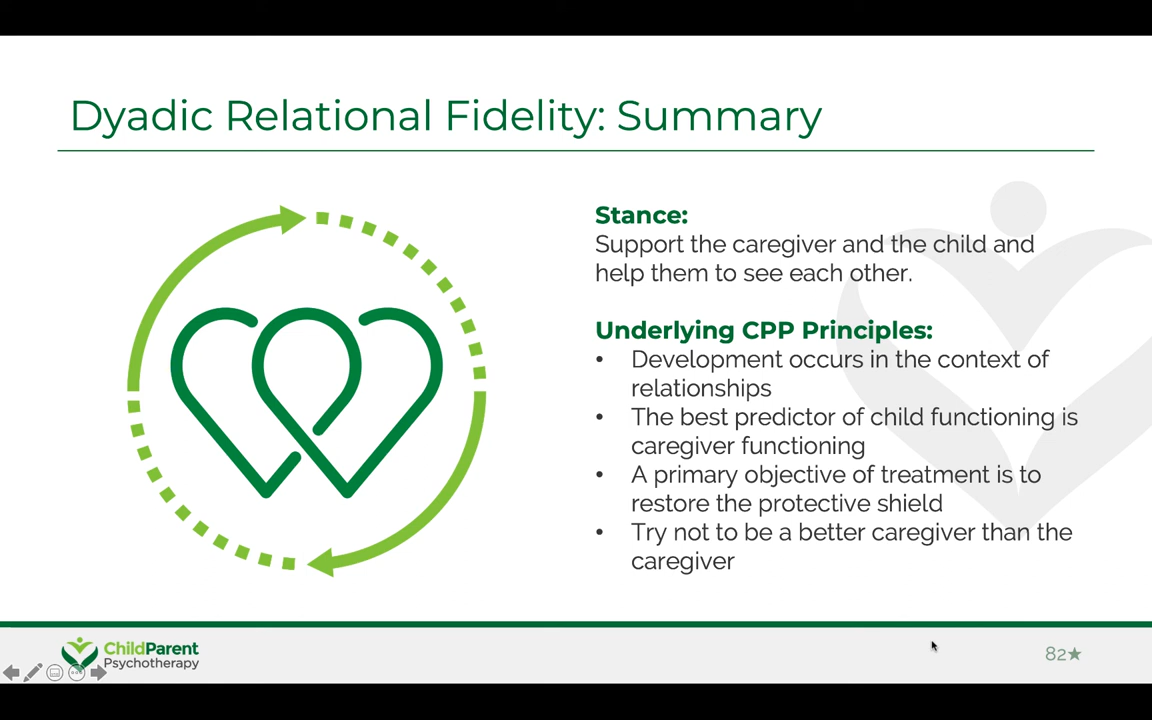 Dyadic Relational Fidelity: Summary
Stance:
Support the caregiver and the child and
help them to see each other.
Underlying CPP Principles:
• Development occurs in the context of
relationships
• The best predictor of child functioning is
caregiver functioning
• A primary objective of treatment is to
restore the protective shield
• Try not to be a better caregiver than the
caregiver
ChildParent
Psychotherapy
82★